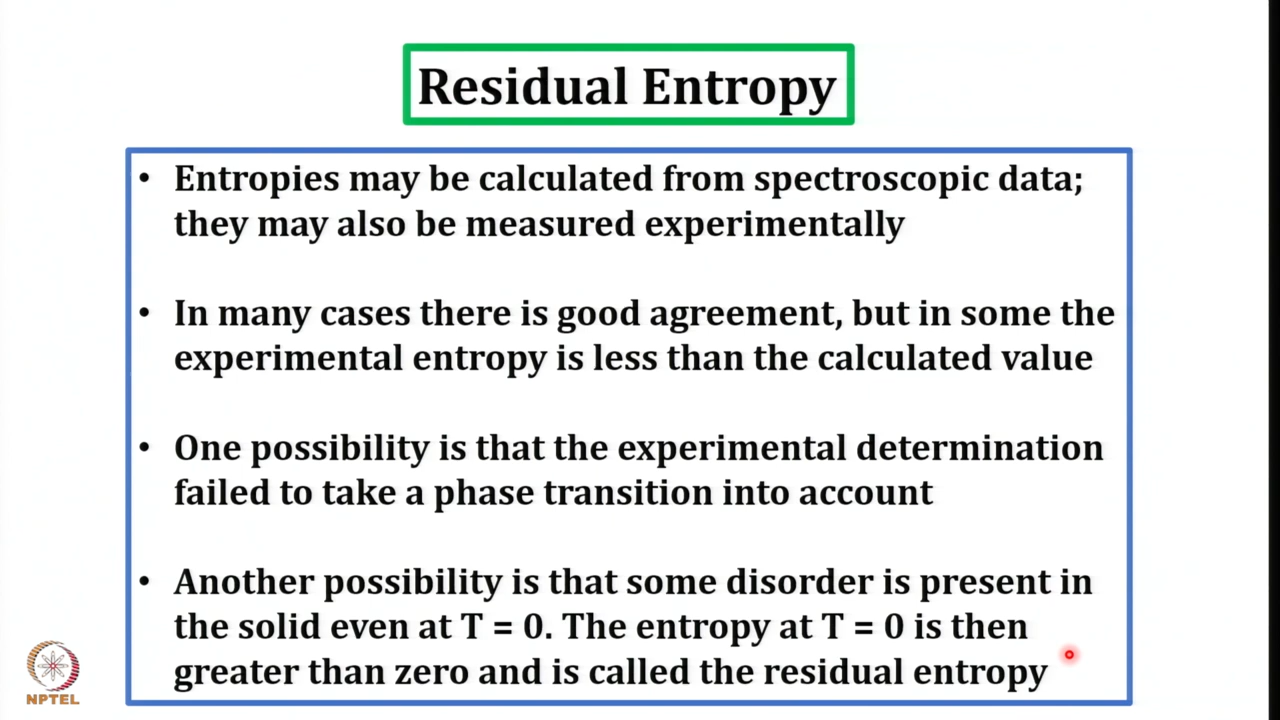 Residual Entropy
• Entropies may be calculated from spectroscopic data;
they may also be measured experimentally
• In many cases there is good agreement, but in some the
experimental entropy is less than the calculated value
• One possibility is that the experimental determination
failed to take a phase transition into account
• Another possibility is that some disorder is present in
the solid even at T = 0. The entropy at T = 0 is then
greater than zero and is called the residual entropy
NPTEL